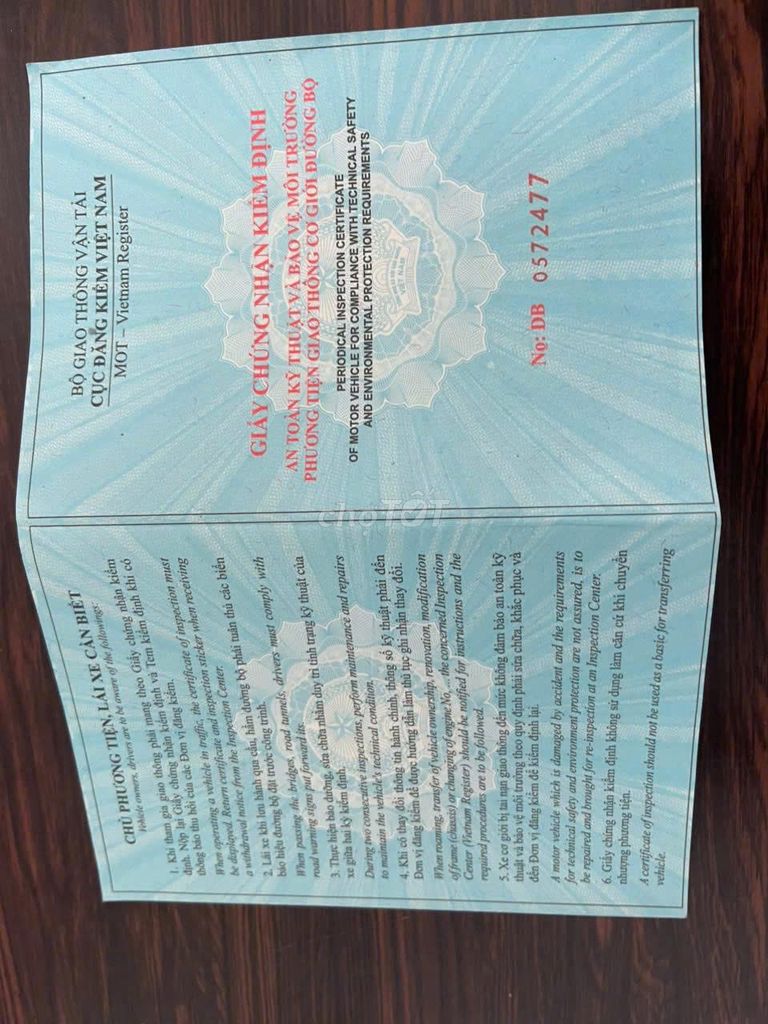 BỘ GIAO THÔNG VẬN TẢI
CỤC ĐĂNG KIỂM VIỆT NAM
MOT – Vietnam Register
GIẤY CHỨNG NHẬN KIỂM ĐỊNH
AN TOÀN KỸ THUẬT VÀ BẢO VỆ MÔI TRƯỜNG
PHƯƠNG TIỆN GIAO THÔNG CƠ GIỚI ĐƯỜNG BỘ
PERIODICAL INSPECTION CERTIFICATE
OF MOTOR VEHICLE FOR COMPLIANCE WITH TECHNICAL SAFETY
AND ENVIRONMENTAL PROTECTION REQUIREMENTS
No: DB 0572477
CHỦ PHƯƠNG TIỆN, LÁI XE CẦN BIẾT
Vehicle owners, drivers are to be aware of the followings:
1. Khi tham gia giao thông phải mang theo Giấy chứng nhận kiểm
định và Tem kiểm định khi có
định. Nộp lại Giấy chứng nhận kiểm định
thông báo thu hồi của các Đơn vị đăng kiểm.
When operating a vehicle in traffic, the certificate of inspection must
be displayed. Return certificate and inspection sticker when receiving
a withdrawal notice from the Inspection Center.
2. Lái xe khi lưu hành qua cầu, hầm đường bộ phải tuân thủ các biển
báo hiệu đường bộ đặt trước công trình.
When passing the bridges, road tunnels, drivers must comply with
road warning signs put forward its.
3. Thực hiện bảo dưỡng, sửa chữa nhằm duy trì tình trạng kỹ thuật của
xe giữa hai kỳ kiểm định.
During two consecutive inspections, perform maintenance and repairs
to maintain the vehicle's technical condition.
4. Khi có thay đổi thông tin hành chính, thông số kỹ thuật phải đến
Đơn vị đăng kiểm để được hướng dẫn làm thủ tục ghi nhận thay đổi.
When roaming, transfer of vehicle ownership, renovation, modification
of frame (chassis) or changing of engine No,... the concerned Inspection
Center (Vietnam Register) should be notified for instructions and the
required procedures are to be followed.
5. Xe cơ giới bị tai nạn giao thông đến mức không đảm bảo an toàn kỹ
thuật và bảo vệ môi trường theo quy định phải sửa chữa, khắc phục và
đến Đơn vị đăng kiểm để kiểm định lại.
A motor vehicle which is damaged by accident and the requirements
for technical safety and environment protection are not assured, is to
be repaired and brought for re-inspection at an Inspection Center.
6. Giấy chứng nhận kiểm định không sử dụng làm căn cứ khi chuyển
nhượng phương tiện.
A certificate of inspection should not be used as a basic for transferring
vehicle.
chợTỐT